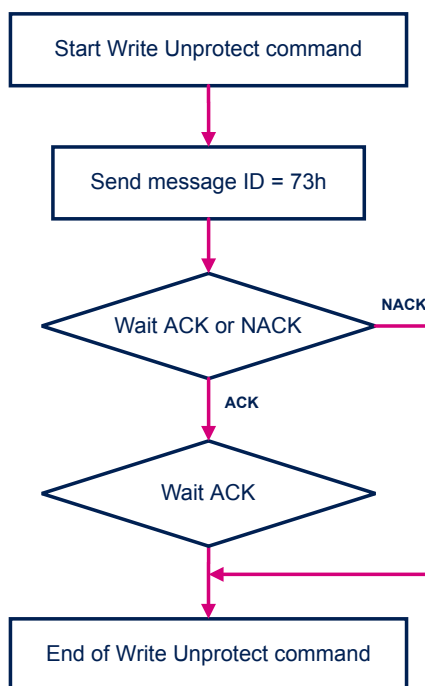 Start Write Unprotect command
Send message ID = 73h
Wait ACK or NACK
NACK
ACK
Wait ACK
End of Write Unprotect command